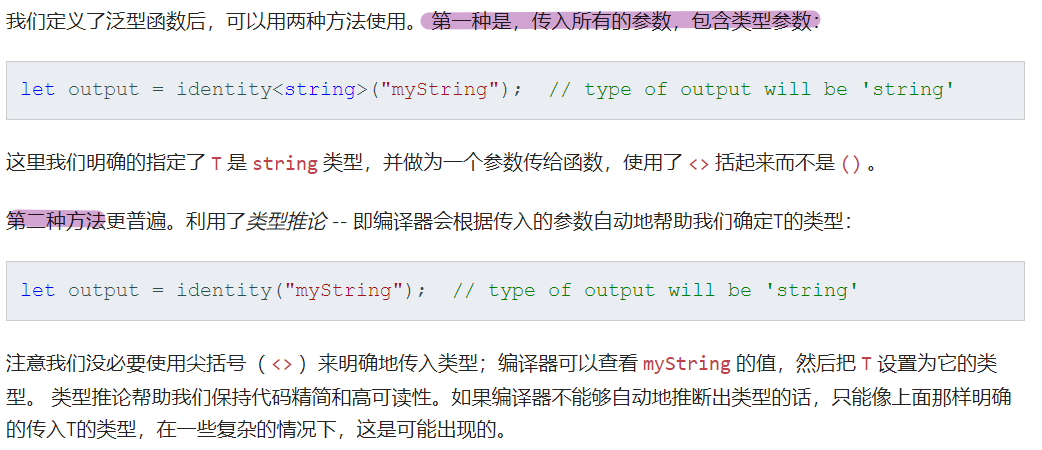 我们定义了泛型函数后，可以用两种方法使用。 第一种是，传入所有的参数，包含类型参数：
let output = identity<string>("myString");  // type of output will be 'string'
这里我们明确的指定了 T 是 string 类型，并做为一个参数传给函数，使用了 <> 括起来而不是 () 。
第二种方法更普遍。利用了类型推论 -- 即编译器会根据传入的参数自动地帮助我们确定T的类型：
let output = identity("myString");  // type of output will be 'string'
注意我们没必要使用尖括号（ <> ）来明确地传入类型；编译器可以查看 myString 的值，然后把 T 设置为它的类
型。 类型推论帮助我们保持代码精简和高可读性。如果编译器不能够自动地推断出类型的话，只能像上面那样明确
的传入T的类型，在一些复杂的情况下，这是可能出现的。